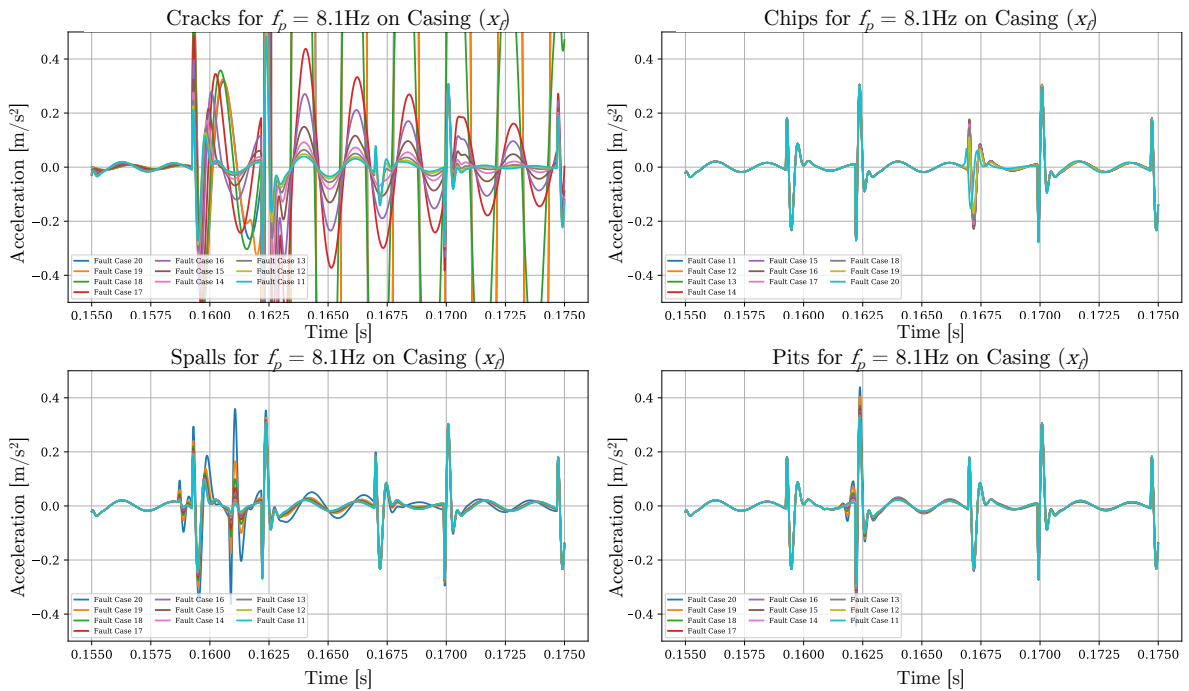 Cracks for f_p = 8.1Hz on Casing (x_f)
Acceleration [m/s²]
0.4
0.2
0.0
−0.2
−0.4
Fault Case 20
Fault Case 19
Fault Case 18
Fault Case 17
Fault Case 16
Fault Case 15
Fault Case 14
Fault Case 13
Fault Case 12
Fault Case 11
0.1550 0.1575 0.1600 0.1625 0.1650 0.1675 0.1700 0.1725 0.1750
Time [s]
Chips for f_p = 8.1Hz on Casing (x_f)
Acceleration [m/s²]
0.4
0.2
0.0
−0.2
−0.4
Fault Case 11
Fault Case 12
Fault Case 13
Fault Case 14
Fault Case 15
Fault Case 16
Fault Case 17
Fault Case 18
Fault Case 19
Fault Case 20
0.1550 0.1575 0.1600 0.1625 0.1650 0.1675 0.1700 0.1725 0.1750
Time [s]
Spalls for f_p = 8.1Hz on Casing (x_f)
Acceleration [m/s²]
0.4
0.2
0.0
−0.2
−0.4
Fault Case 20
Fault Case 19
Fault Case 18
Fault Case 17
Fault Case 16
Fault Case 15
Fault Case 14
Fault Case 13
Fault Case 12
Fault Case 11
0.1550 0.1575 0.1600 0.1625 0.1650 0.1675 0.1700 0.1725 0.1750
Time [s]
Pits for f_p = 8.1Hz on Casing (x_f)
Acceleration [m/s²]
0.4
0.2
0.0
−0.2
−0.4
Fault Case 20
Fault Case 19
Fault Case 18
Fault Case 17
Fault Case 16
Fault Case 15
Fault Case 14
Fault Case 13
Fault Case 12
Fault Case 11
0.1550 0.1575 0.1600 0.1625 0.1650 0.1675 0.1700 0.1725 0.1750
Time [s]